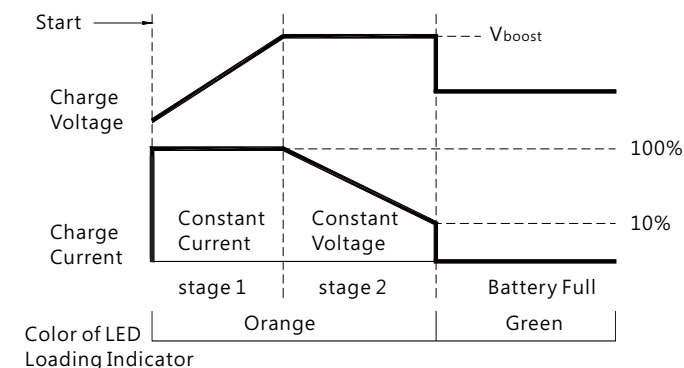 Start
Vboost
Charge
Voltage
100%
Constant
Current
Constant
Voltage
10%
Charge
Current
stage 1
stage 2
Battery Full
Orange
Green
Color of LED
Loading Indicator